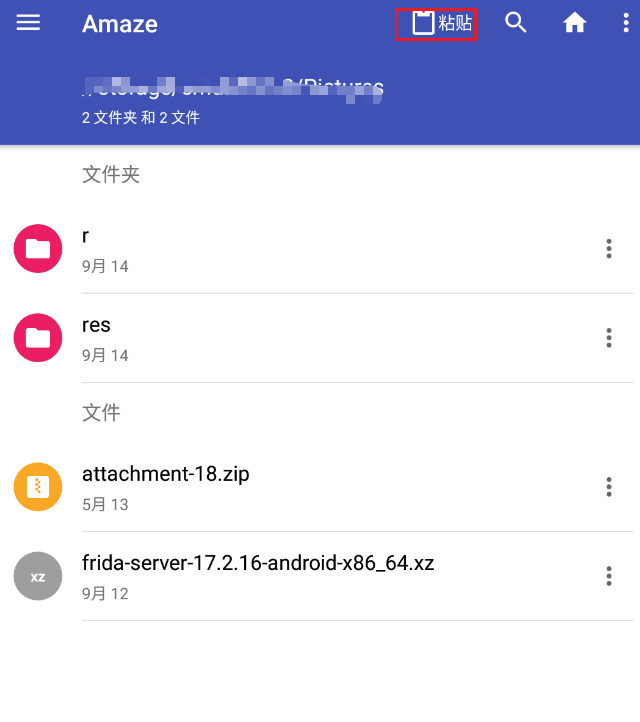 Amaze
粘贴
2 文件夹 和 2 文件
文件夹
r
9月 14
res
9月 14
文件
attachment-18.zip
5月 13
xz
frida-server-17.2.16-android-x86_64.xz
9月 12